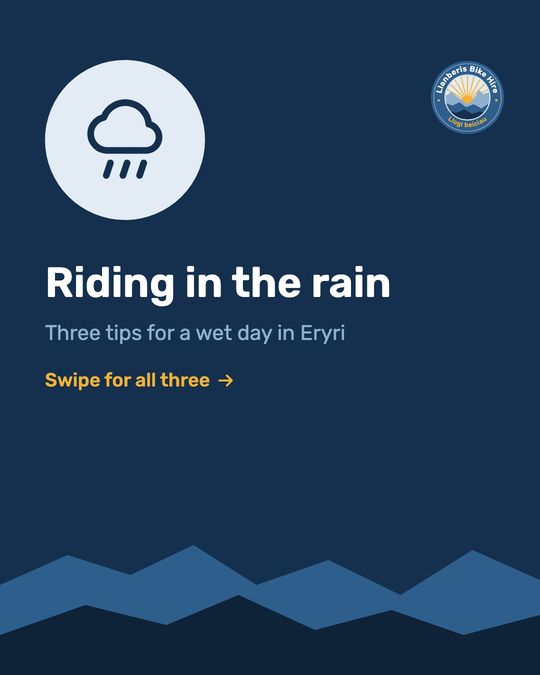 Llanberis Bike Hire
Llogi beiciau
Riding in the rain
Three tips for a wet day in Eryri
Swipe for all three →